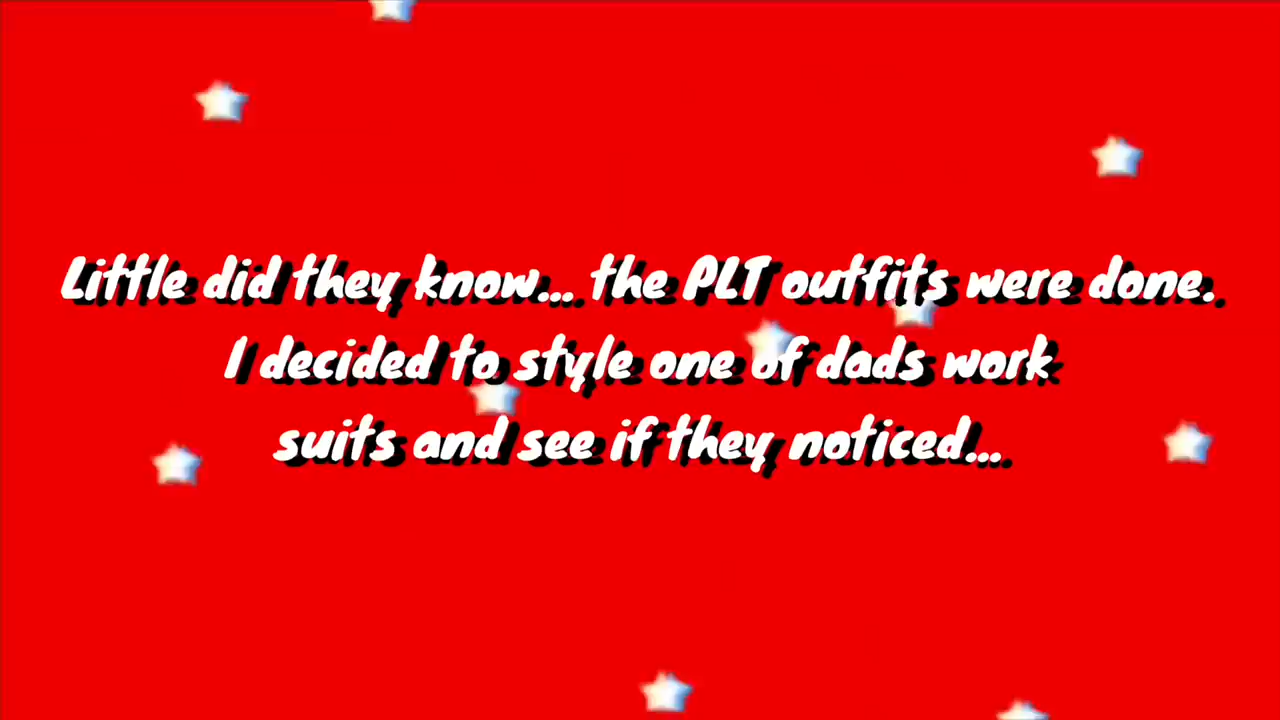 Little did they know... the PLT outfits were done.
I decided to style one of dads work
suits and see if they noticed...